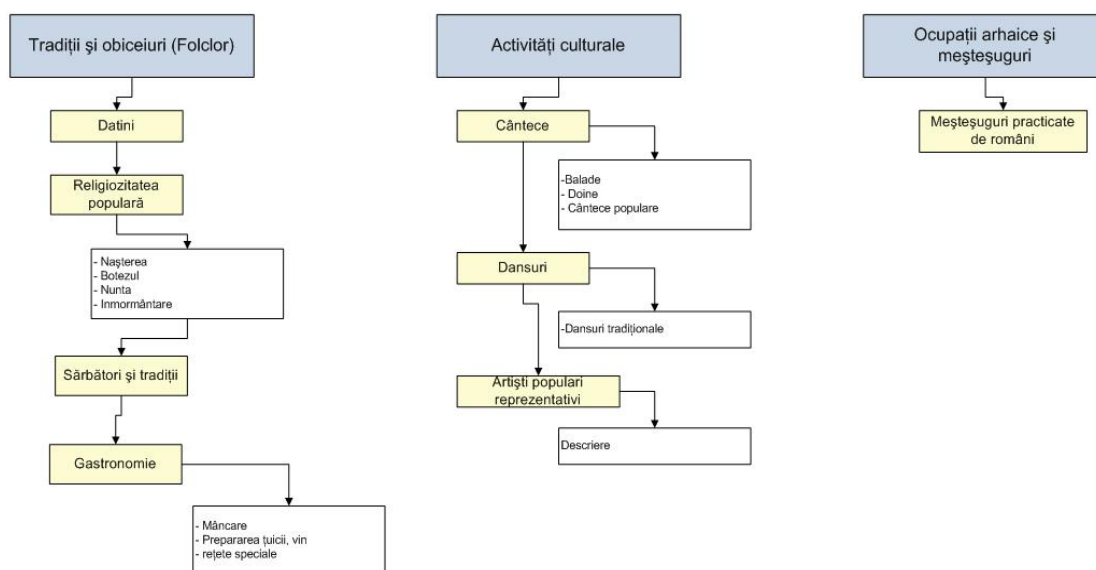 Tradiţii şi obiceiuri (Folclor)
Datini
Religiozitatea
populară
- Naşterea
- Botezul
- Nunta
- Inmormântare
Sărbători şi tradiţii
Gastronomie
- Mâncare
- Prepararea ţuicii, vin
- reţete speciale
Activităţi culturale
Cântece
-Balade
- Doine
- Cântece populare
Dansuri
-Dansuri tradiţionale
Artişti populari
reprezentativi
Descriere
Ocupaţii arhaice şi
meşteşuguri
Meşteşuguri practicate
de români